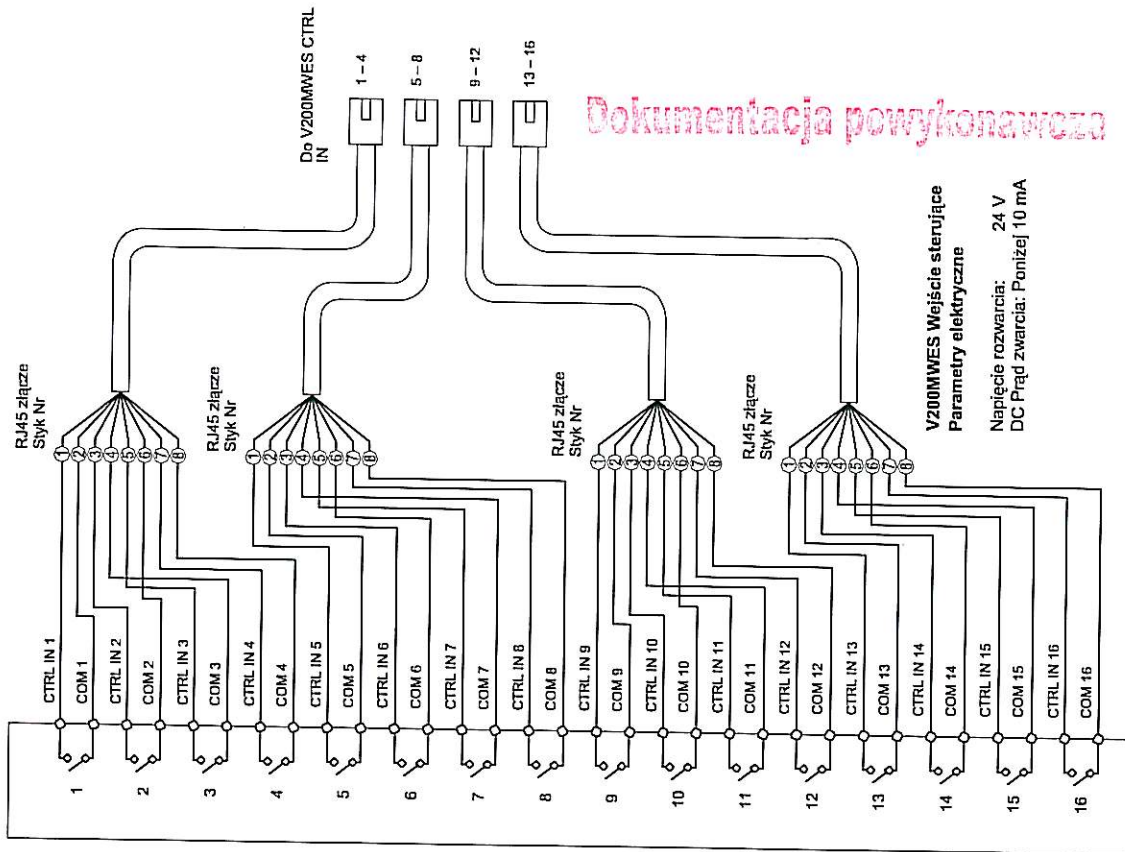 Do V200MWES CTRL
IN
1 – 4
5 – 8
9 – 12
13 – 16
Dokumentacja powykonawcza
RJ45 złącze
Styk Nr
1
2
3
4
5
6
7
8
RJ45 złącze
Styk Nr
1
2
3
4
5
6
7
8
RJ45 złącze
Styk Nr
1
2
3
4
5
6
7
8
RJ45 złącze
Styk Nr
1
2
3
4
5
6
7
8
V200MWES Wejście sterujące
Parametry elektryczne
Napięcie rozwarcia: 24 V
DC Prąd zwarcia: Poniżej 10 mA
CTRL IN 1
COM 1
CTRL IN 2
COM 2
CTRL IN 3
COM 3
CTRL IN 4
COM 4
CTRL IN 5
COM 5
CTRL IN 6
COM 6
CTRL IN 7
COM 7
CTRL IN 8
COM 8
CTRL IN 9
COM 9
CTRL IN 10
COM 10
CTRL IN 11
COM 11
CTRL IN 12
COM 12
CTRL IN 13
COM 13
CTRL IN 14
COM 14
CTRL IN 15
COM 15
CTRL IN 16
COM 16
1
2
3
4
5
6
7
8
9
10
11
12
13
14
15
16